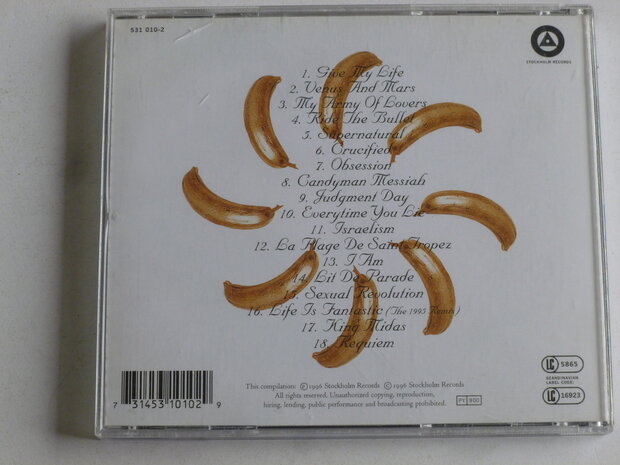 531 010-2
STOCKHOLM RECORDS
1. Give My Life
2. Venus And Mars
3. My Army Of Lovers
4. Ride The Bullet
5. Supernatural
6. Crucified
7. Obsession
8. Candyman Messiah
9. Judgment Day
10. Everytime You Lie
11. Israelism
12. La Plage De Saint Tropez
13. I Am
14. Lit De Parade
15. Sexual Revolution
16. Life Is Fantastic (The 1995 Remix)
17. King Midas
18. Requiem
This compilation: Ⓟ 1996 Stockholm Records © 1996 Stockholm Records
All rights reserved. Unauthorized copying, reproduction,
hiring, lending, public performance and broadcasting prohibited.
PY 900
LC 5865
SCANDINAVIAN
LABEL CODE:
LC 16923
7 31453 10102 9